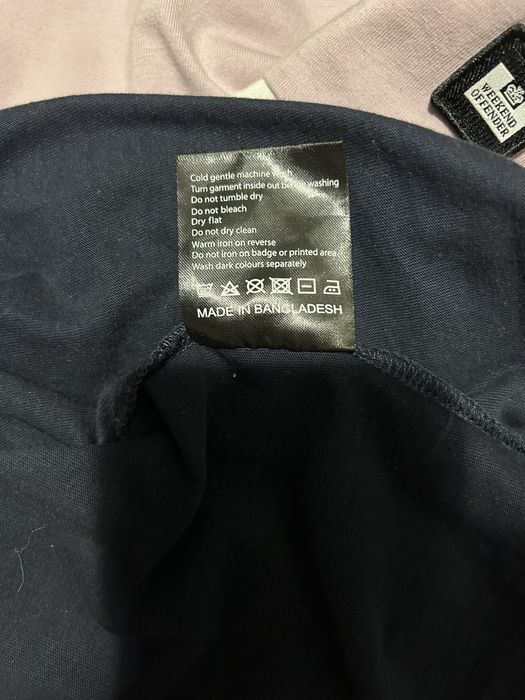 WEEKEND
OFFENDER
Cold gentle machine wash
Turn garment inside out before washing
Do not tumble dry
Do not bleach
Dry flat
Do not dry clean
Warm iron on reverse
Do not iron on badge or printed area
Wash dark colours separately
MADE IN BANGLADESH